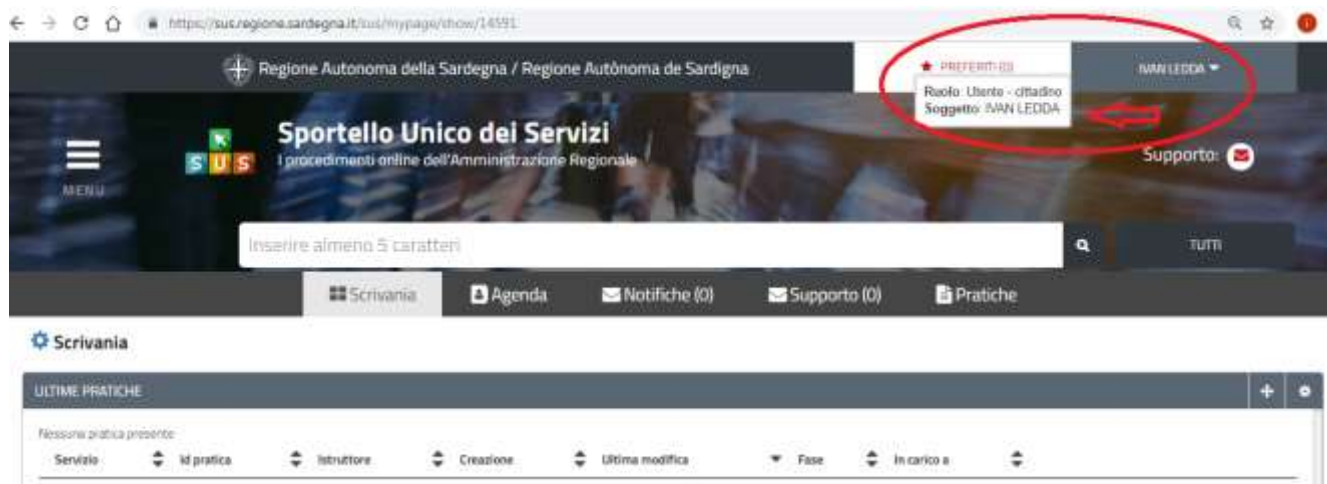 https://sus.regione.sardegna.it/sus/mypage/show/14591
Regione Autonoma della Sardegna / Regione Autònoma de Sardigna
PREFERITI (0)
IVAN LEDDA
Ruolo: Utente - cittadino
Soggetto: IVAN LEDDA
MENU
SUS
Sportello Unico dei Servizi
I procedimenti online dell'Amministrazione Regionale
Supporto:
Inserire almeno 5 caratteri
TUTTI
Scrivania
Agenda
Notifiche (0)
Supporto (0)
Pratiche
Scrivania
ULTIME PRATICHE
Nessuna pratica presente
Servizio Id pratica Istruttore Creazione Ultima modifica Fase In carico a